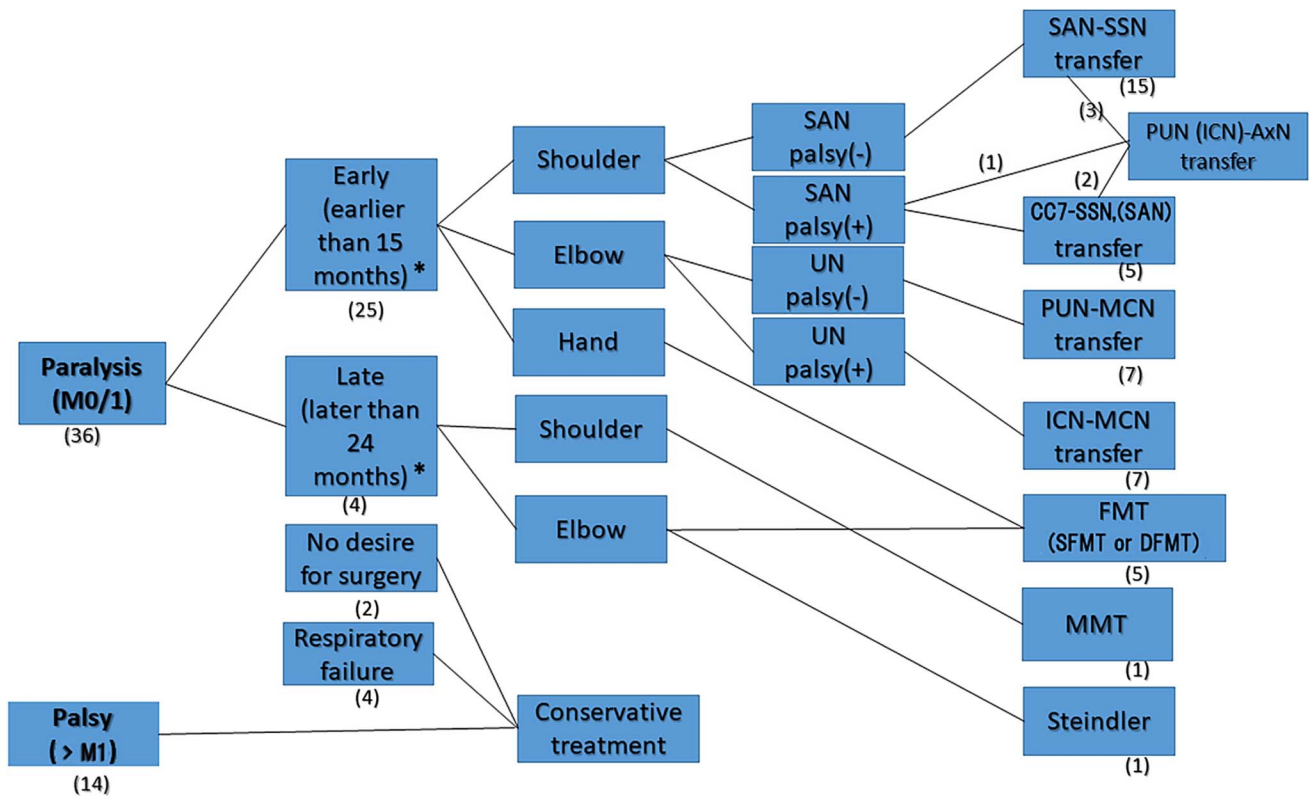 Paralysis
(M0/1)
(36)
Palsy
( > M1)
(14)
Early
(earlier
than 15
months) *
(25)
Late
(later than
24
months) *
(4)
No desire
for surgery
(2)
Respiratory
failure
(4)
Shoulder
Elbow
Hand
Shoulder
Elbow
Conservative
treatment
SAN
palsy(-)
SAN
palsy(+)
UN
palsy(-)
UN
palsy(+)
SAN-SSN
transfer
(15)
(3)
(1)
(2)
PUN (ICN)-AxN
transfer
CC7-SSN,(SAN)
transfer
(5)
PUN-MCN
transfer
(7)
ICN-MCN
transfer
(7)
FMT
(SFMT or DFMT)
(5)
MMT
(1)
Steindler
(1)